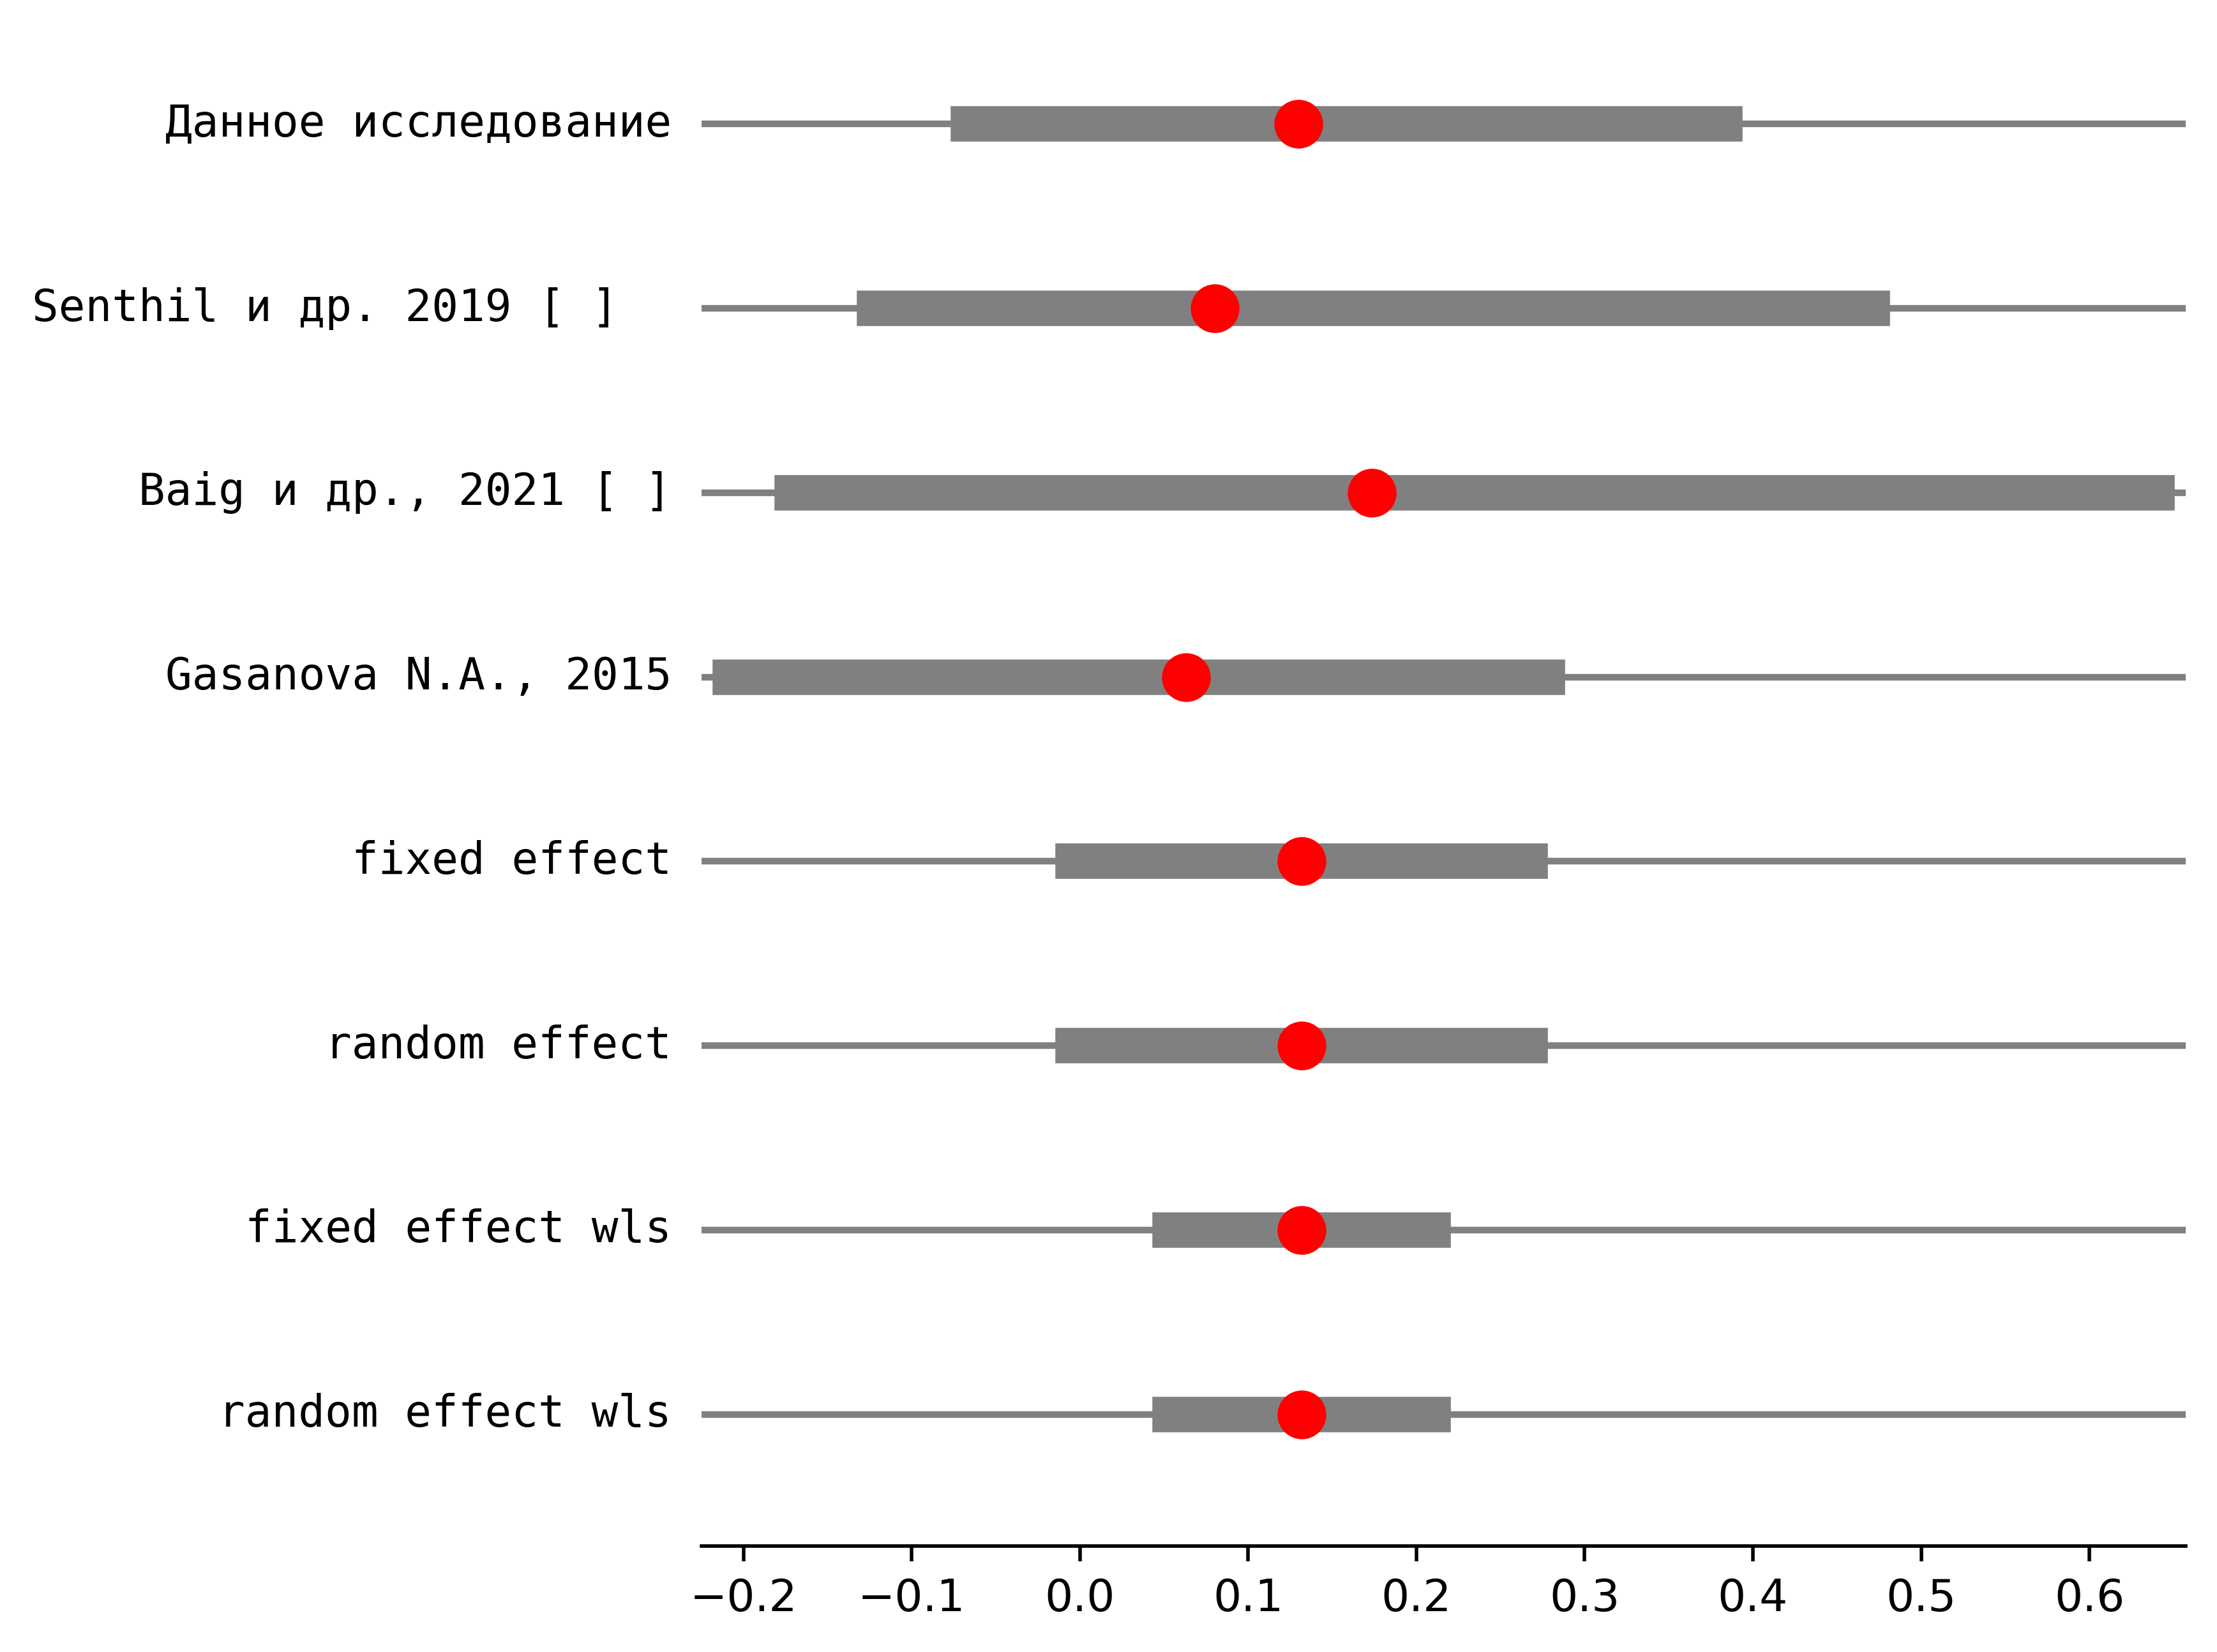 Данное исследование
Senthil и др. 2019 [ ]
Baig и др., 2021 [ ]
Gasanova N.A., 2015
fixed effect
random effect
fixed effect wls
random effect wls
−0.2 −0.1 0.0 0.1 0.2 0.3 0.4 0.5 0.6